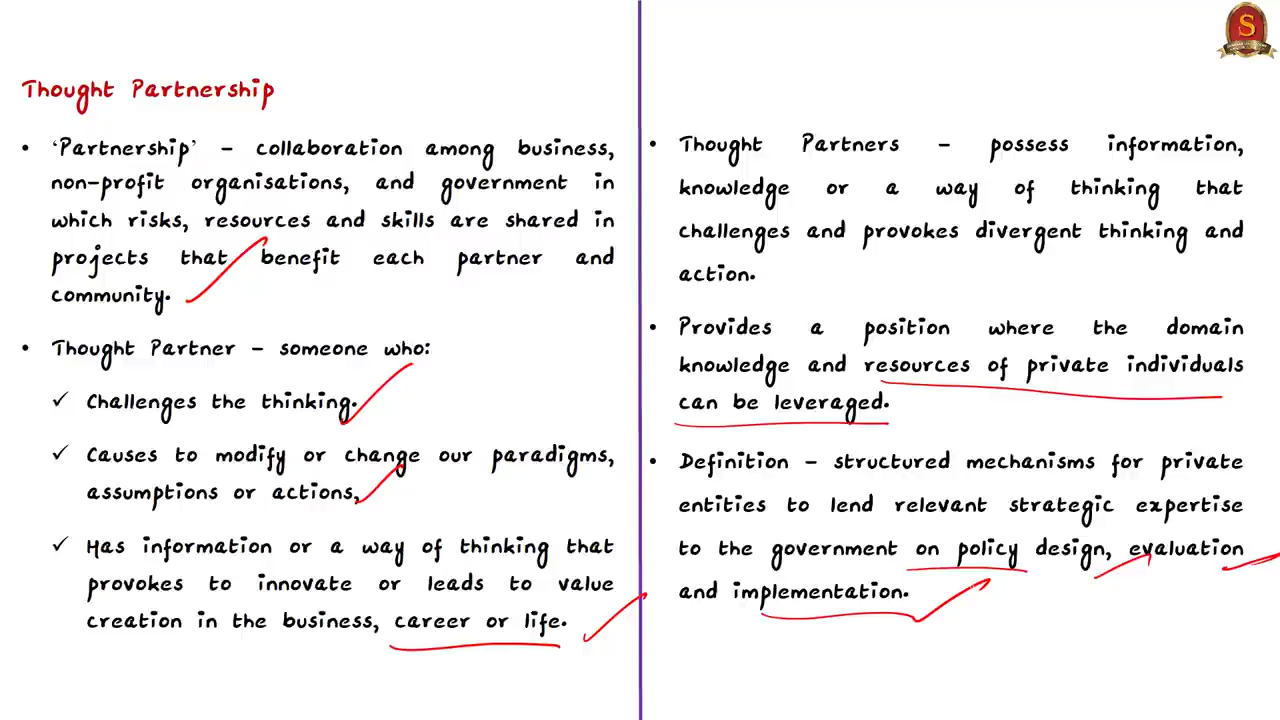 Thought Partnership
• 'Partnership' – collaboration among business,
non-profit organisations, and government in
which risks, resources and skills are shared in
projects that benefit each partner and
community.
• Thought Partner – someone who:
✓ Challenges the thinking.
✓ Causes to modify or change our paradigms,
assumptions or actions,
✓ Has information or a way of thinking that
provokes to innovate or leads to value
creation in the business, career or life.
• Thought Partners – possess information,
knowledge or a way of thinking that
challenges and provokes divergent thinking and
action.
• Provides a position where the domain
knowledge and resources of private individuals
can be leveraged.
• Definition – structured mechanisms for private
entities to lend relevant strategic expertise
to the government on policy design, evaluation
and implementation.
S